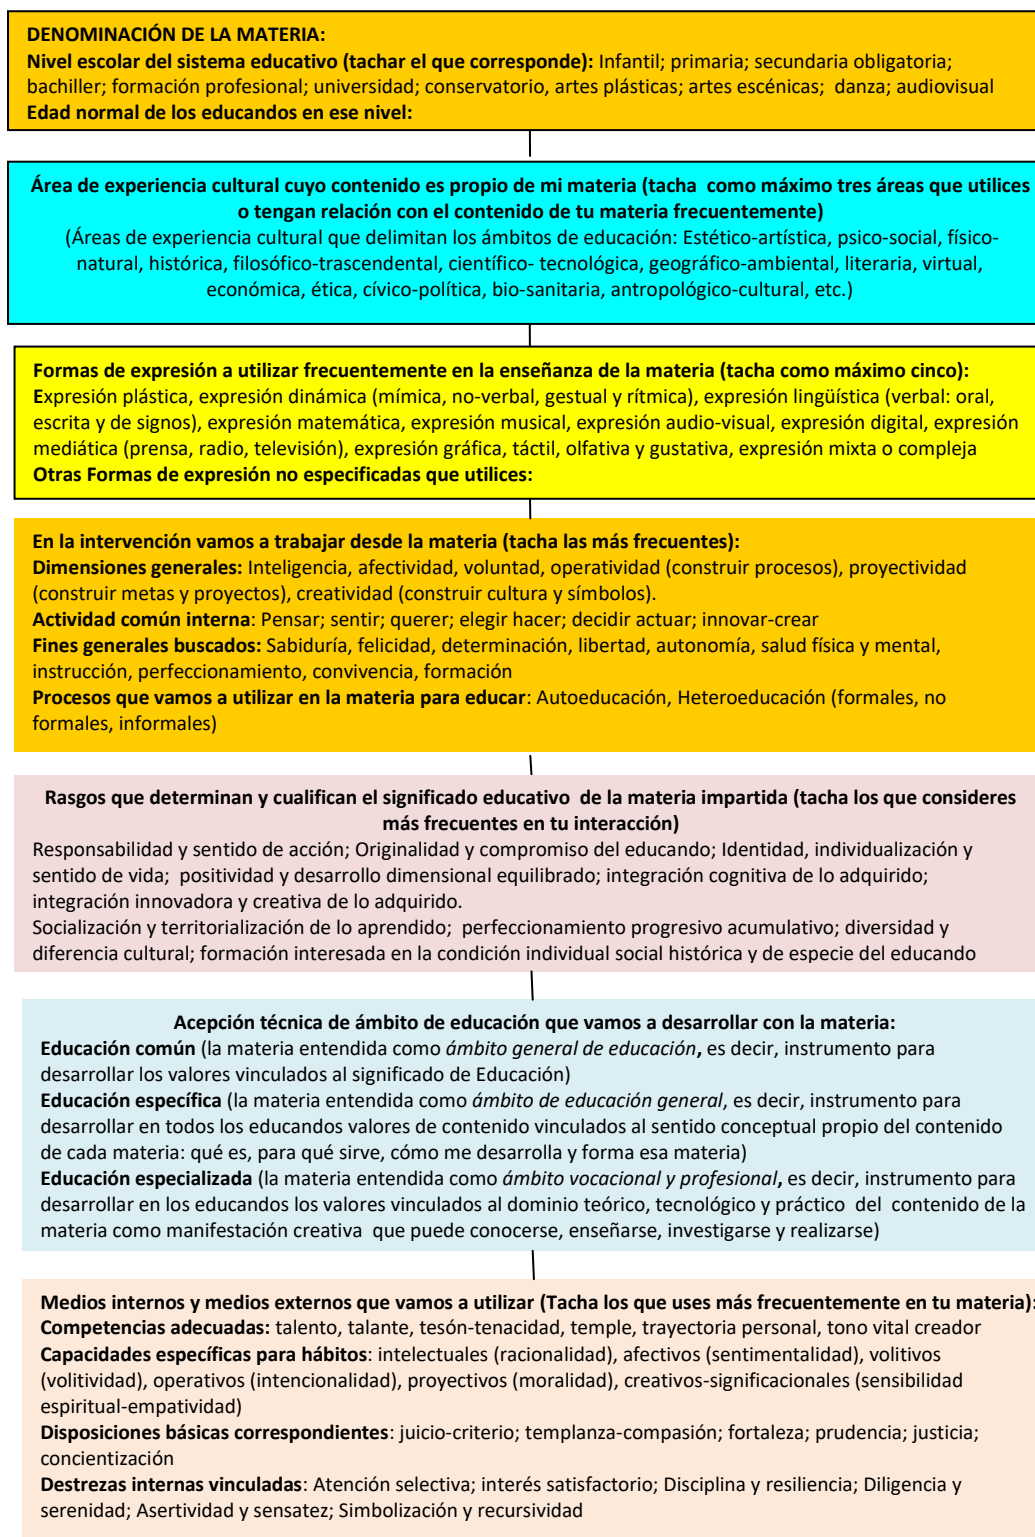 DENOMINACIÓN DE LA MATERIA:
Nivel escolar del sistema educativo (tachar el que corresponde): Infantil; primaria; secundaria obligatoria;
bachiller; formación profesional; universidad; conservatorio, artes plásticas; artes escénicas; danza; audiovisual
Edad normal de los educandos en ese nivel:
Área de experiencia cultural cuyo contenido es propio de mi materia (tacha como máximo tres áreas que utilices
o tengan relación con el contenido de tu materia frecuentemente)
(Áreas de experiencia cultural que delimitan los ámbitos de educación: Estético-artística, psico-social, físico-
natural, histórica, filosófico-trascendental, científico- tecnológica, geográfico-ambiental, literaria, virtual,
económica, ética, cívico-política, bio-sanitaria, antropológico-cultural, etc.)
Formas de expresión a utilizar frecuentemente en la enseñanza de la materia (tacha como máximo cinco):
Expresión plástica, expresión dinámica (mímica, no-verbal, gestual y rítmica), expresión lingüística (verbal: oral,
escrita y de signos), expresión matemática, expresión musical, expresión audio-visual, expresión digital, expresión
mediática (prensa, radio, televisión), expresión gráfica, táctil, olfativa y gustativa, expresión mixta o compleja
Otras Formas de expresión no especificadas que utilices:
En la intervención vamos a trabajar desde la materia (tacha las más frecuentes):
Dimensiones generales: Inteligencia, afectividad, voluntad, operatividad (construir procesos), proyectividad
(construir metas y proyectos), creatividad (construir cultura y símbolos).
Actividad común interna: Pensar; sentir; querer; elegir hacer; decidir actuar; innovar-crear
Fines generales buscados: Sabiduría, felicidad, determinación, libertad, autonomía, salud física y mental,
instrucción, perfeccionamiento, convivencia, formación
Procesos que vamos a utilizar en la materia para educar: Autoeducación, Heteroeducación (formales, no
formales, informales)
Rasgos que determinan y cualifican el significado educativo de la materia impartida (tacha los que consideres
más frecuentes en tu interacción)
Responsabilidad y sentido de acción; Originalidad y compromiso del educando; Identidad, individualización y
sentido de vida; positividad y desarrollo dimensional equilibrado; integración cognitiva de lo adquirido;
integración innovadora y creativa de lo adquirido.
Socialización y territorialización de lo aprendido; perfeccionamiento progresivo acumulativo; diversidad y
diferencia cultural; formación interesada en la condición individual social histórica y de especie del educando
Acepción técnica de ámbito de educación que vamos a desarrollar con la materia:
Educación común (la materia entendida como ámbito general de educación, es decir, instrumento para
desarrollar los valores vinculados al significado de Educación)
Educación específica (la materia entendida como ámbito de educación general, es decir, instrumento para
desarrollar en todos los educandos valores de contenido vinculados al sentido conceptual propio del contenido
de cada materia: qué es, para qué sirve, cómo me desarrolla y forma esa materia)
Educación especializada (la materia entendida como ámbito vocacional y profesional, es decir, instrumento para
desarrollar en los educandos los valores vinculados al dominio teórico, tecnológico y práctico del contenido de la
materia como manifestación creativa que puede conocerse, enseñarse, investigarse y realizarse)
Medios internos y medios externos que vamos a utilizar (Tacha los que uses más frecuentemente en tu materia):
Competencias adecuadas: talento, talante, tesón-tenacidad, temple, trayectoria personal, tono vital creador
Capacidades específicas para hábitos: intelectuales (racionalidad), afectivos (sentimentalidad), volitivos
(volitividad), operativos (intencionalidad), proyectivos (moralidad), creativos-significacionales (sensibilidad
espiritual-empatividad)
Disposiciones básicas correspondientes: juicio-criterio; templanza-compasión; fortaleza; prudencia; justicia;
concientización
Destrezas internas vinculadas: Atención selectiva; interés satisfactorio; Disciplina y resiliencia; Diligencia y
serenidad; Asertividad y sensatez; Simbolización y recursividad